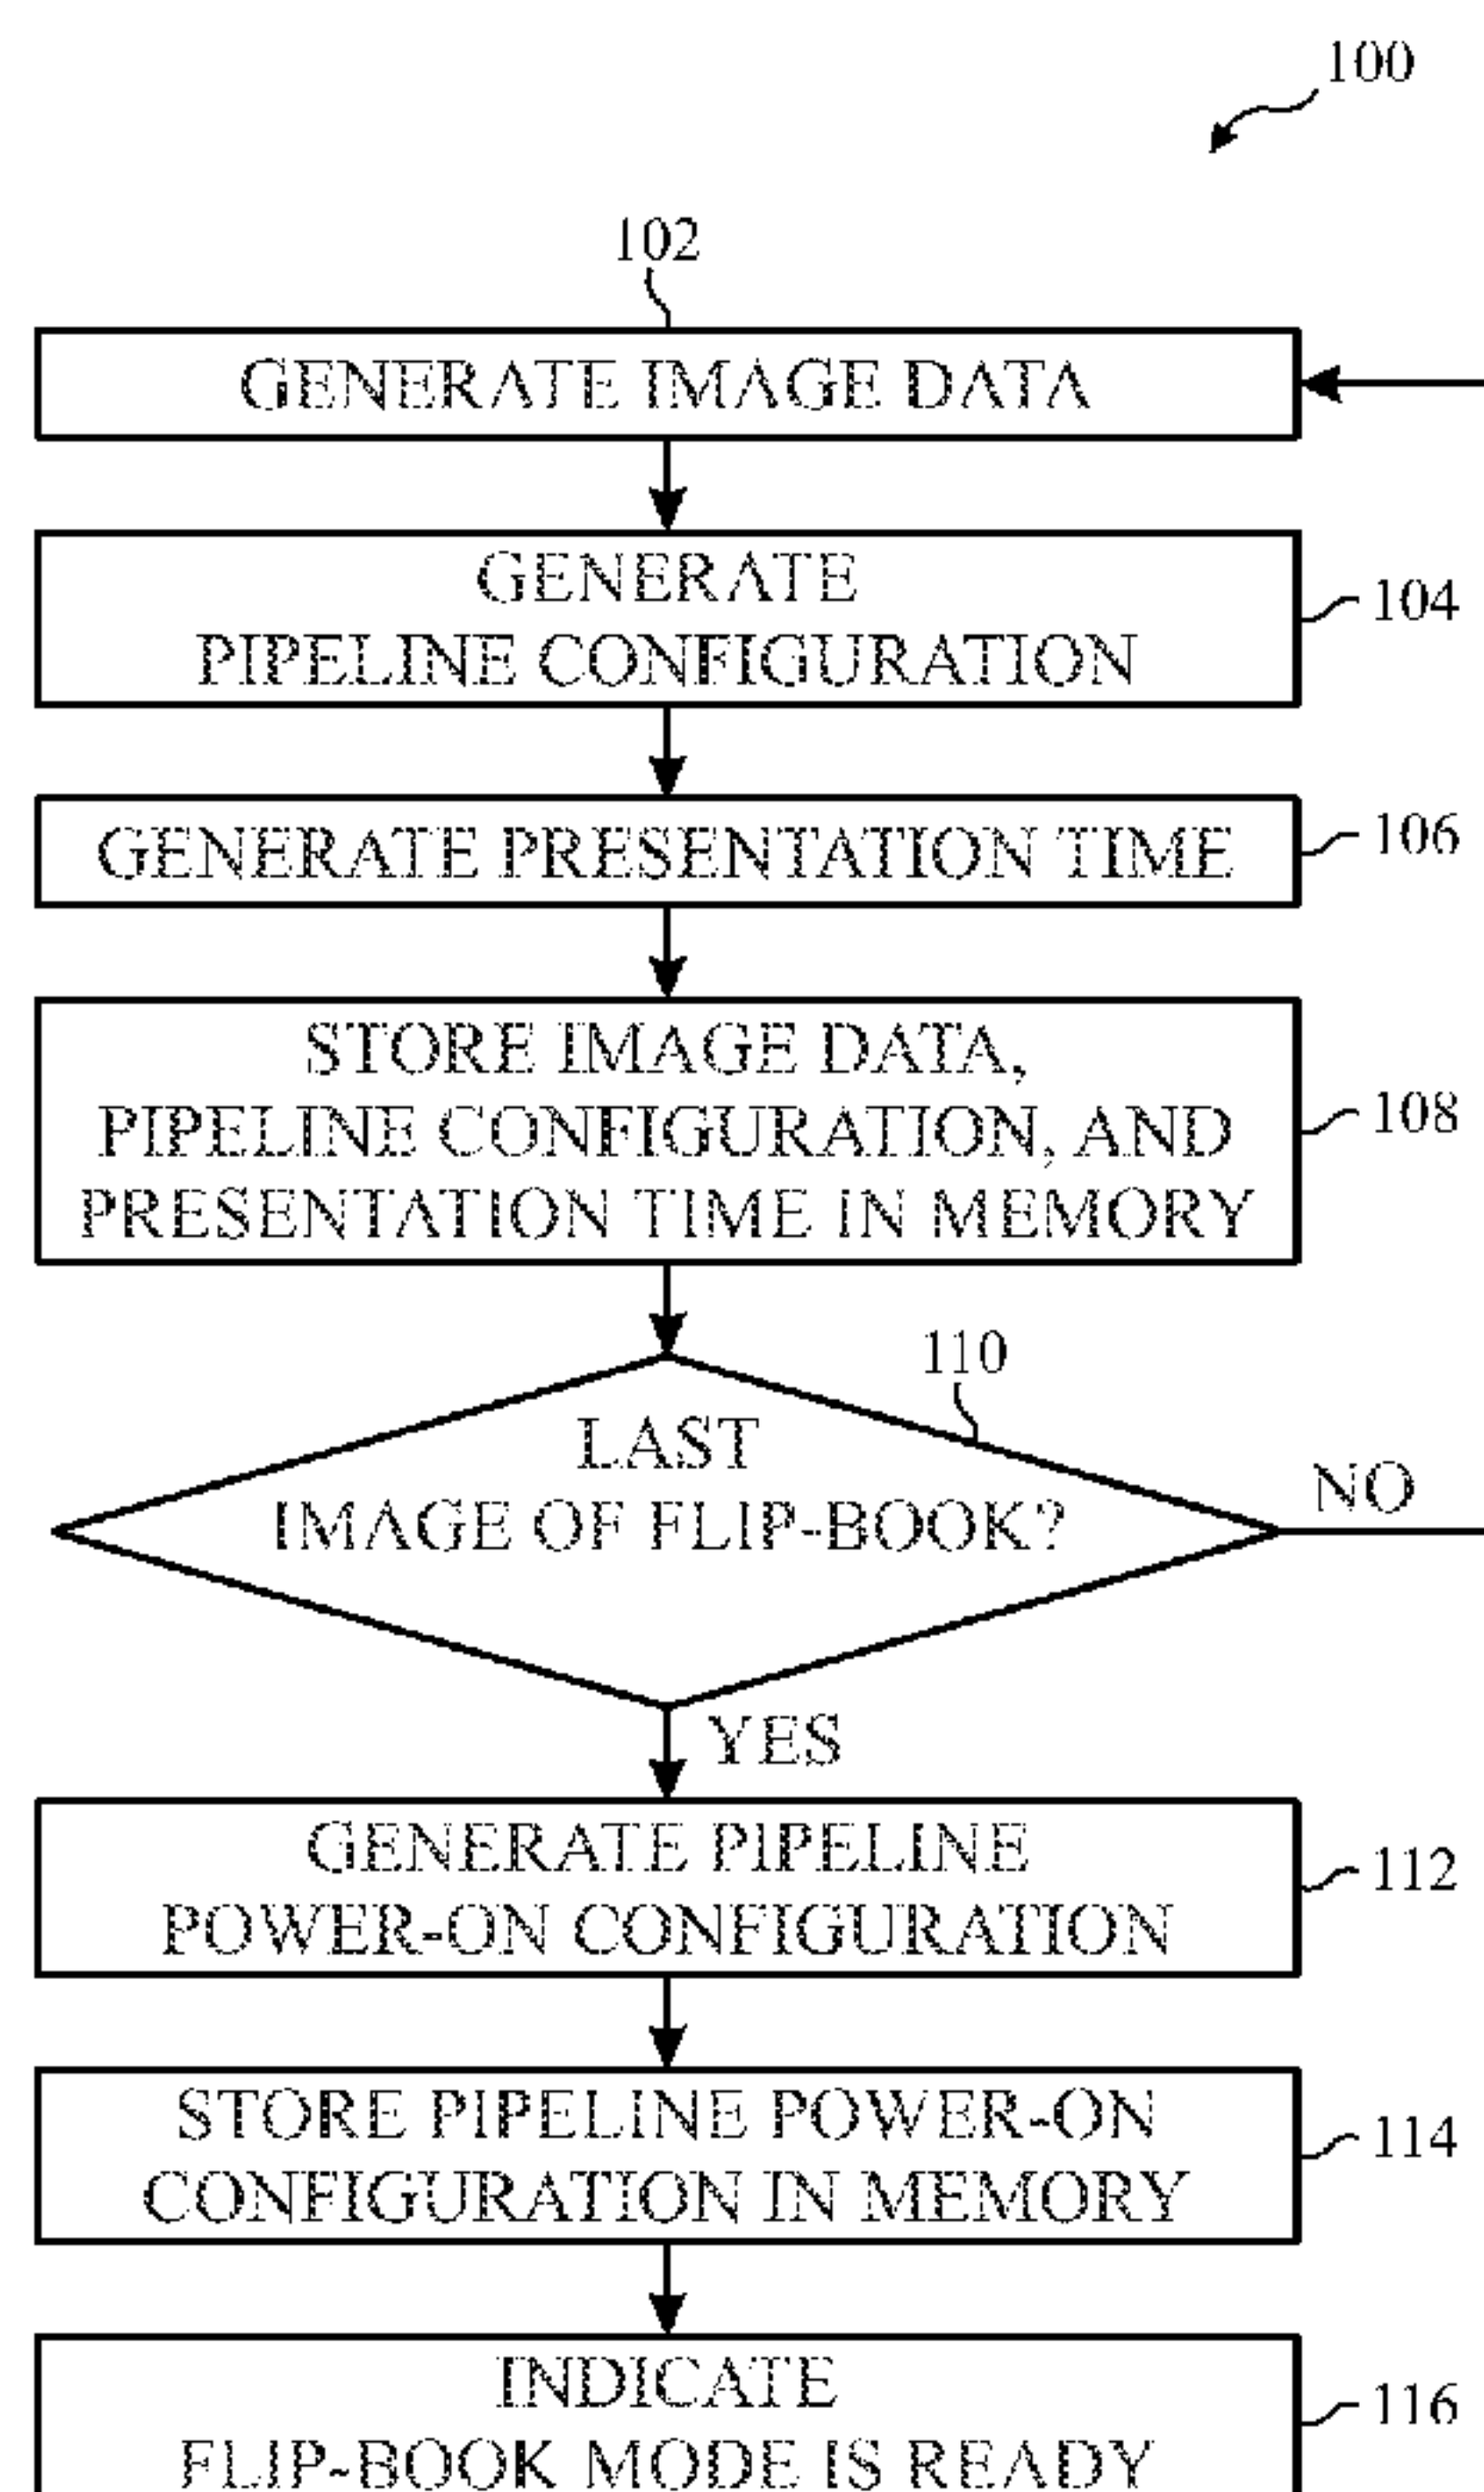 100
102
GENERATE IMAGE DATA
GENERATE
PIPELINE CONFIGURATION
104
GENERATE PRESENTATION TIME
106
STORE IMAGE DATA,
PIPELINE CONFIGURATION, AND
PRESENTATION TIME IN MEMORY
108
110
LAST
IMAGE OF FLIP-BOOK?
NO
YES
GENERATE PIPELINE
POWER-ON CONFIGURATION
112
STORE PIPELINE POWER-ON
CONFIGURATION IN MEMORY
114
INDICATE
FLIP-BOOK MODE IS READY
116